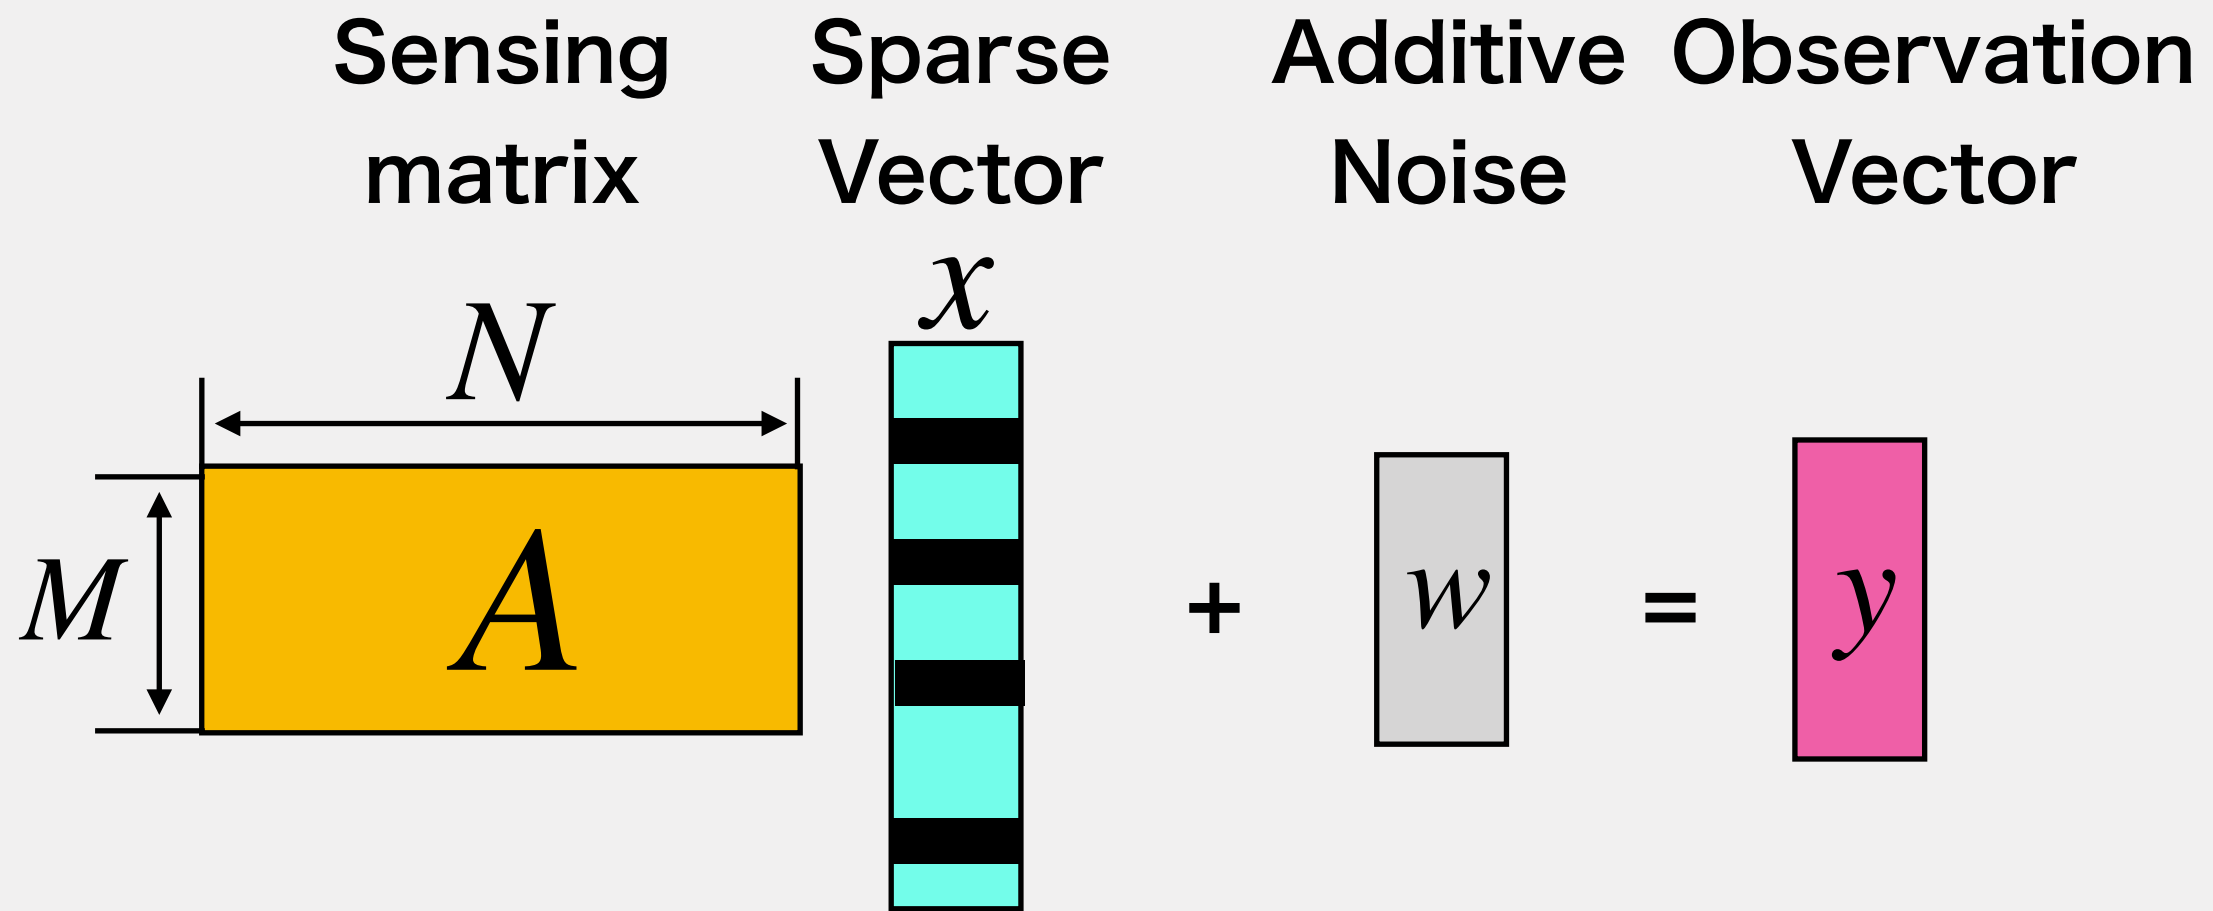 Sensing
matrix
Sparse
Vector
Additive
Noise
Observation
Vector
x
N
M
A
+
w
=
y